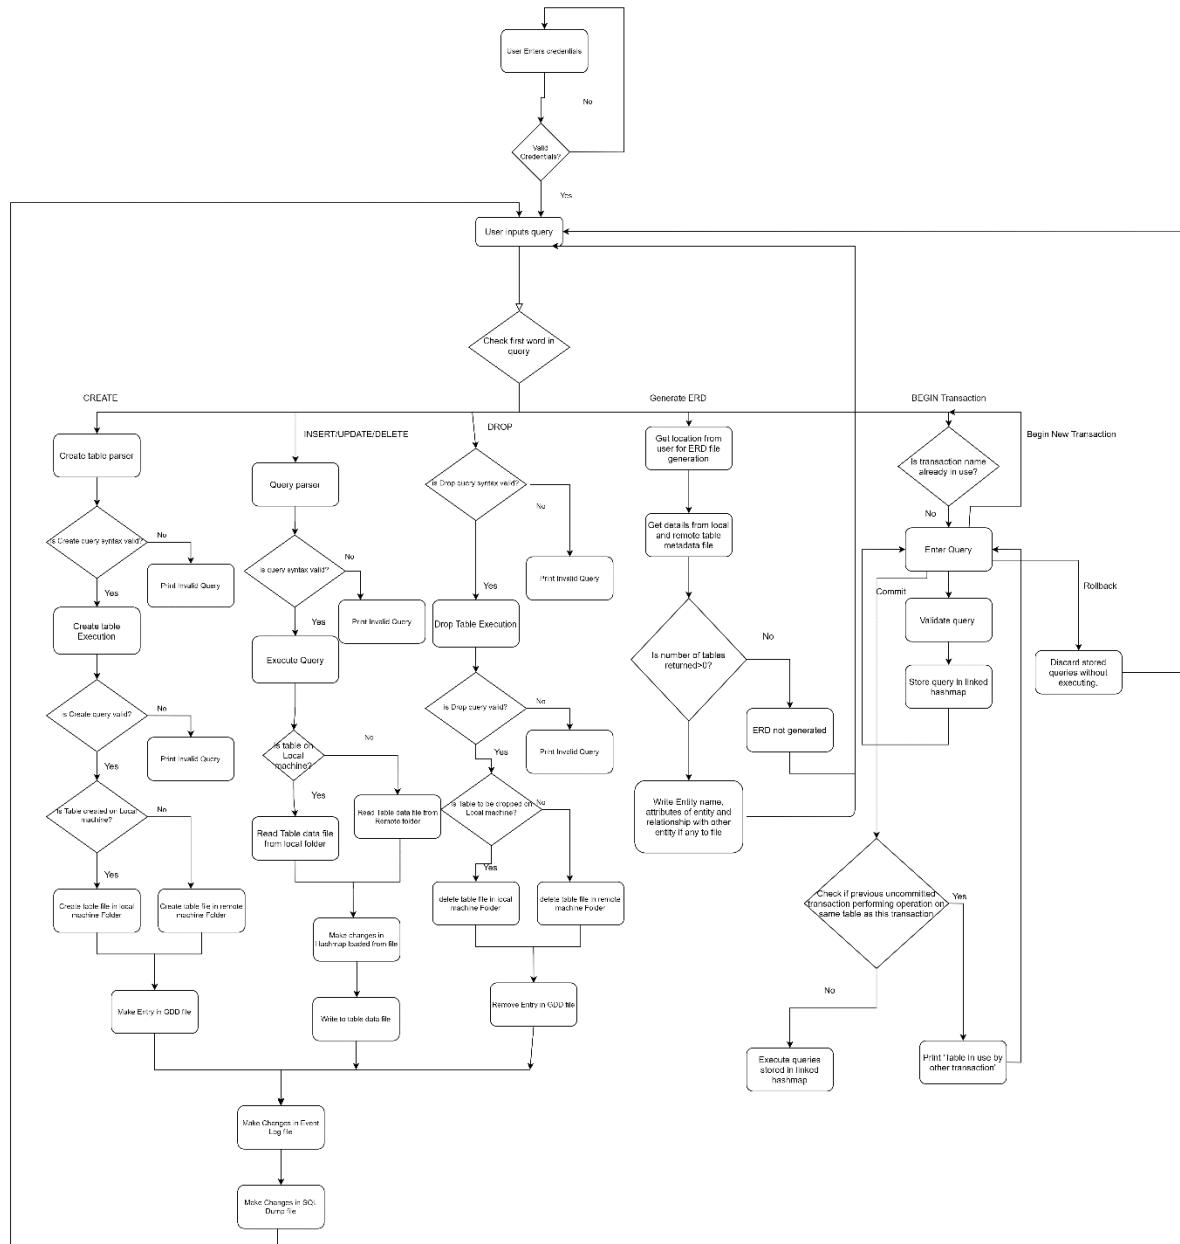 User Enters credentials
No
Valid
Credentials?
Yes
User inputs query
Check first word in
query
CREATE
INSERT/UPDATE/DELETE
DROP
Generate ERD
BEGIN Transaction
Begin New Transaction
Create table parser
Is Create query syntax valid?
No
Print Invalid Query
Yes
Create table
Execution
Is Create query valid?
No
Print Invalid Query
Yes
Is Table created on Local
machine?
No
Yes
Create table file in local
machine Folder
Create table file in remote
machine Folder
Make Entry in GDD file
Query parser
Is query syntax valid?
No
Print Invalid Query
Yes
Execute Query
Is table on
Local
machine?
No
Yes
Read Table data file
from local folder
Read Table data file from
Remote folder
Make changes in
Hashmap loaded from file
Write to table data file
is Drop query syntax valid?
No
Print Invalid Query
Yes
Drop Table Execution
is Drop query valid?
No
Print Invalid Query
Yes
Is Table to be dropped on
Local machine?
No
Yes
delete table file in local
machine Folder
delete table file in remote
machine Folder
Remove Entry in GDD file
Make Changes in Event
Log file
Make Changes in SQL
Dump file
Get location from
user for ERD file
generation
Get details from local
and remote table
metadata file
Is number of tables
returned>0?
No
ERD not generated
Write Entity name,
attributes of entity and
relationship with other
entity if any to file
Is transaction name
already in use?
No
Enter Query
Commit
Rollback
Validate query
Store query in linked
hashmap
Discard stored
queries without
executing.
Check if previous uncommitted
transaction performing operation on
same table as this transaction
Yes
No
Execute queries
stored in linked
hashmap
Print 'Table in use by
other transaction'